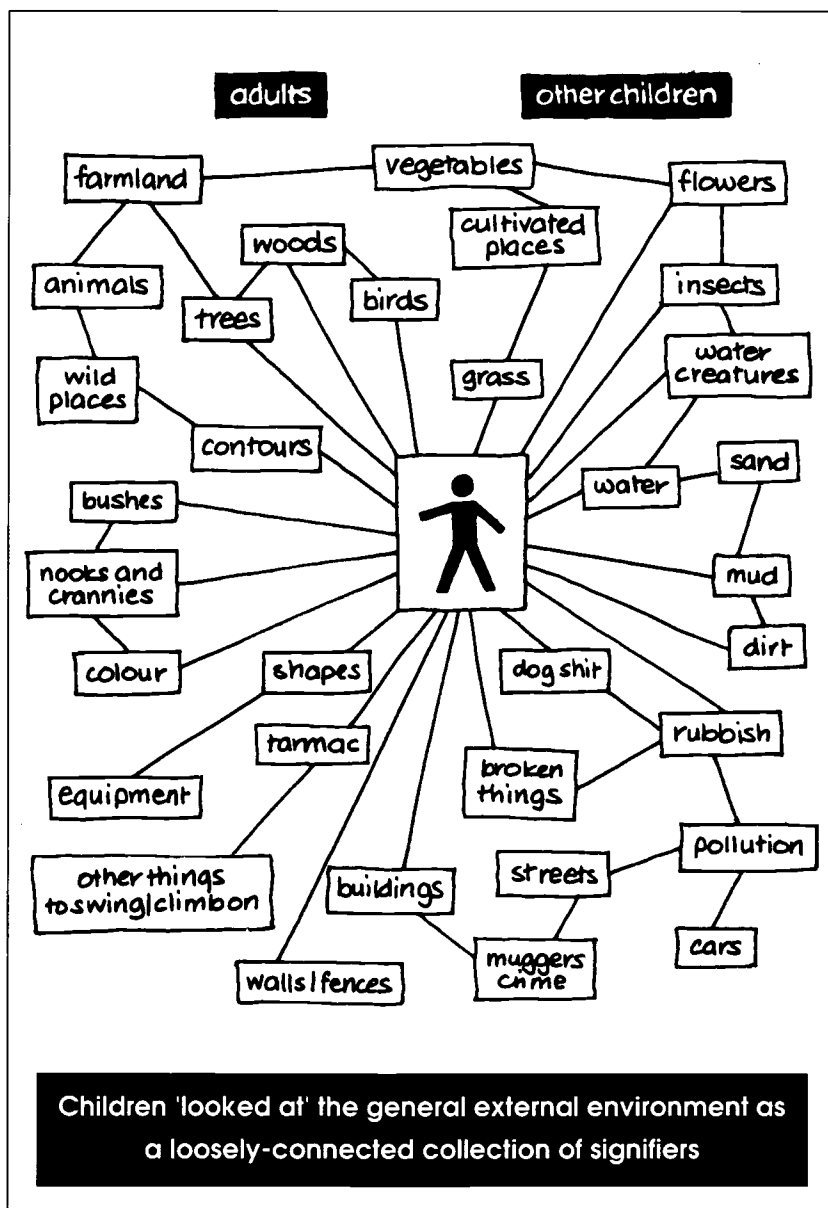 adults
other children
farmland
vegetables
flowers
woods
cultivated
places
animals
insects
trees
birds
wild
places
grass
water
creatures
contours
sand
water
bushes
nooks and
crannies
mud
dirt
colour
shapes
dog shit
tarmac
rubbish
equipment
broken
things
other things
to swing/climb on
buildings
streets
pollution
walls/fences
muggers
crime
cars
Children 'looked at' the general external environment as
a loosely-connected collection of signifiers